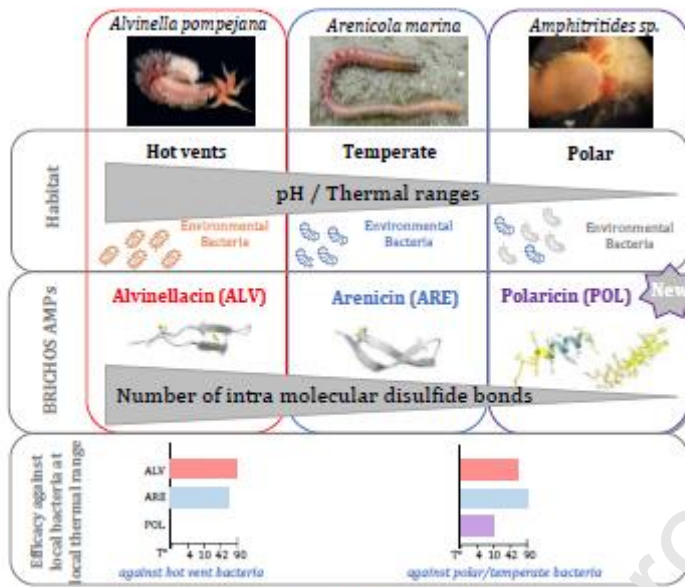 Alvinella pompejana
Arenicola marina
Amphitritides sp.
Habitat
Hot vents
Temperate
Polar
pH / Thermal ranges
Environmental
Bacteria
Environmental
Bacteria
Environmental
Bacteria
BRICHOS AMPs
Alvinellacin (ALV)
Arenicin (ARE)
Polaricin (POL)
New
Number of intra molecular disulfide bonds
Efficacy against
local bacteria at
local thermal range
ALV
ARE
POL
T° 4 10 42 90
against hot vent bacteria
T° 4 10 42 90
against polar/temperate bacteria